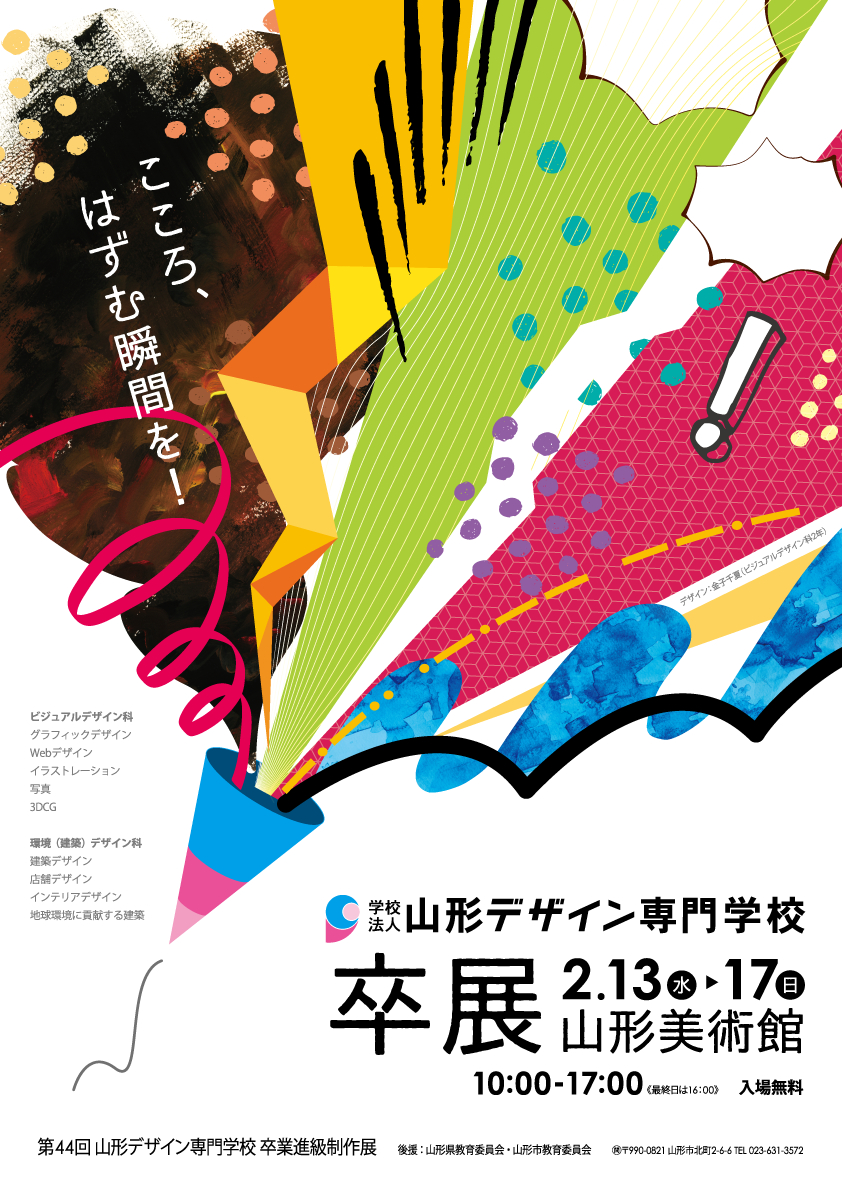 こころ、
はずむ瞬間を！
デザイン：金子千夏（ビジュアルデザイン科2年）
ビジュアルデザイン科
グラフィックデザイン
Webデザイン
イラストレーション
写真
3DCG
環境（建築）デザイン科
建築デザイン
店舗デザイン
インテリアデザイン
地球環境に貢献する建築
学校法人 山形デザイン専門学校
卒展 2.13水▶17日
山形美術館
10:00-17:00《最終日は16:00》 入場無料
第44回 山形デザイン専門学校 卒業進級制作展 後援：山形県教育委員会・山形市教育委員会 〒990-0821 山形市北町2-6-6 TEL 023-631-3572